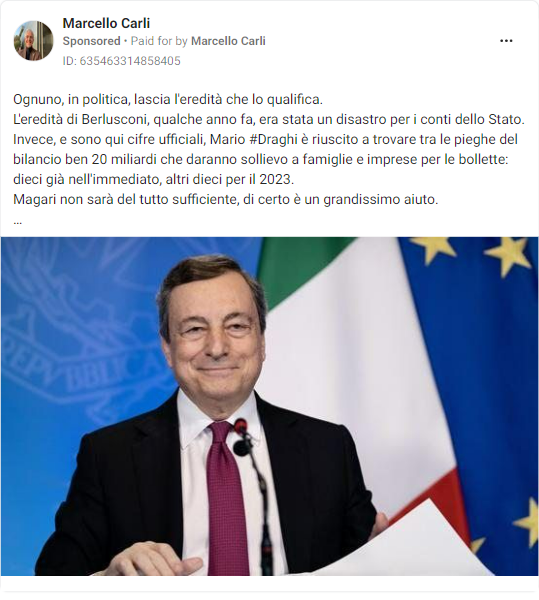 Marcello Carli
Sponsored • Paid for by Marcello Carli
ID: 635463314858405
Ognuno, in politica, lascia l'eredità che lo qualifica.
L'eredità di Berlusconi, qualche anno fa, era stata un disastro per i conti dello Stato.
Invece, e sono qui cifre ufficiali, Mario #Draghi è riuscito a trovare tra le pieghe del
bilancio ben 20 miliardi che daranno sollievo a famiglie e imprese per le bollette:
dieci già nell'immediato, altri dieci per il 2023.
Magari non sarà del tutto sufficiente, di certo è un grandissimo aiuto.
...
REPVBBLICA